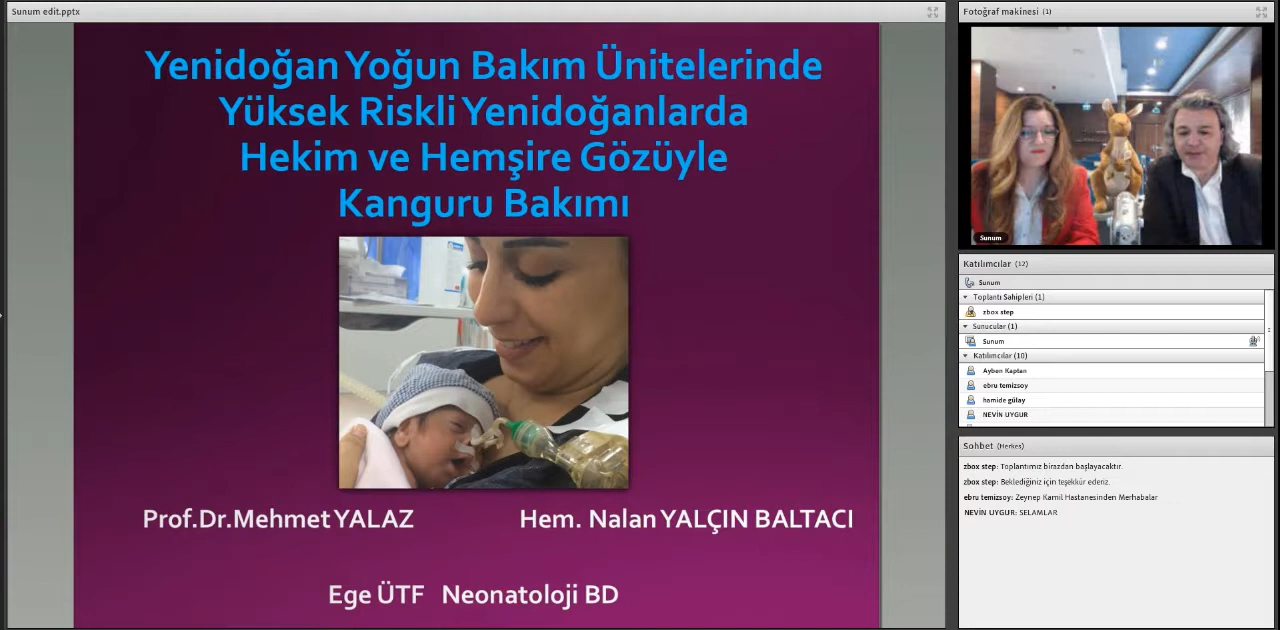 Sunum edit.pptx
Yenidoğan Yoğun Bakım Ünitelerinde
Yüksek Riskli Yenidoğanlarda
Hekim ve Hemşire Gözüyle
Kanguru Bakımı
Prof.Dr.Mehmet YALAZ
Hem. Nalan YALÇIN BALTACI
Ege ÜTF Neonatoloji BD
Fotoğraf makinesi (1)
Sunum
Katılımcılar (12)
Sunum
Toplantı Sahipleri (1)
zbox step
Sunucular (1)
Sunum
Katılımcılar (10)
Ayben Kaptan
ebru temizsoy
hamide gülay
NEVİN UYGUR
Sohbet (Herkes)
zbox step: Toplantımız birazdan başlayacaktır.
zbox step: Beklediğiniz için teşekkür ederiz.
ebru temizsoy: Zeynep Kamil Hastanesinden Merhabalar
NEVİN UYGUR: SELAMLAR